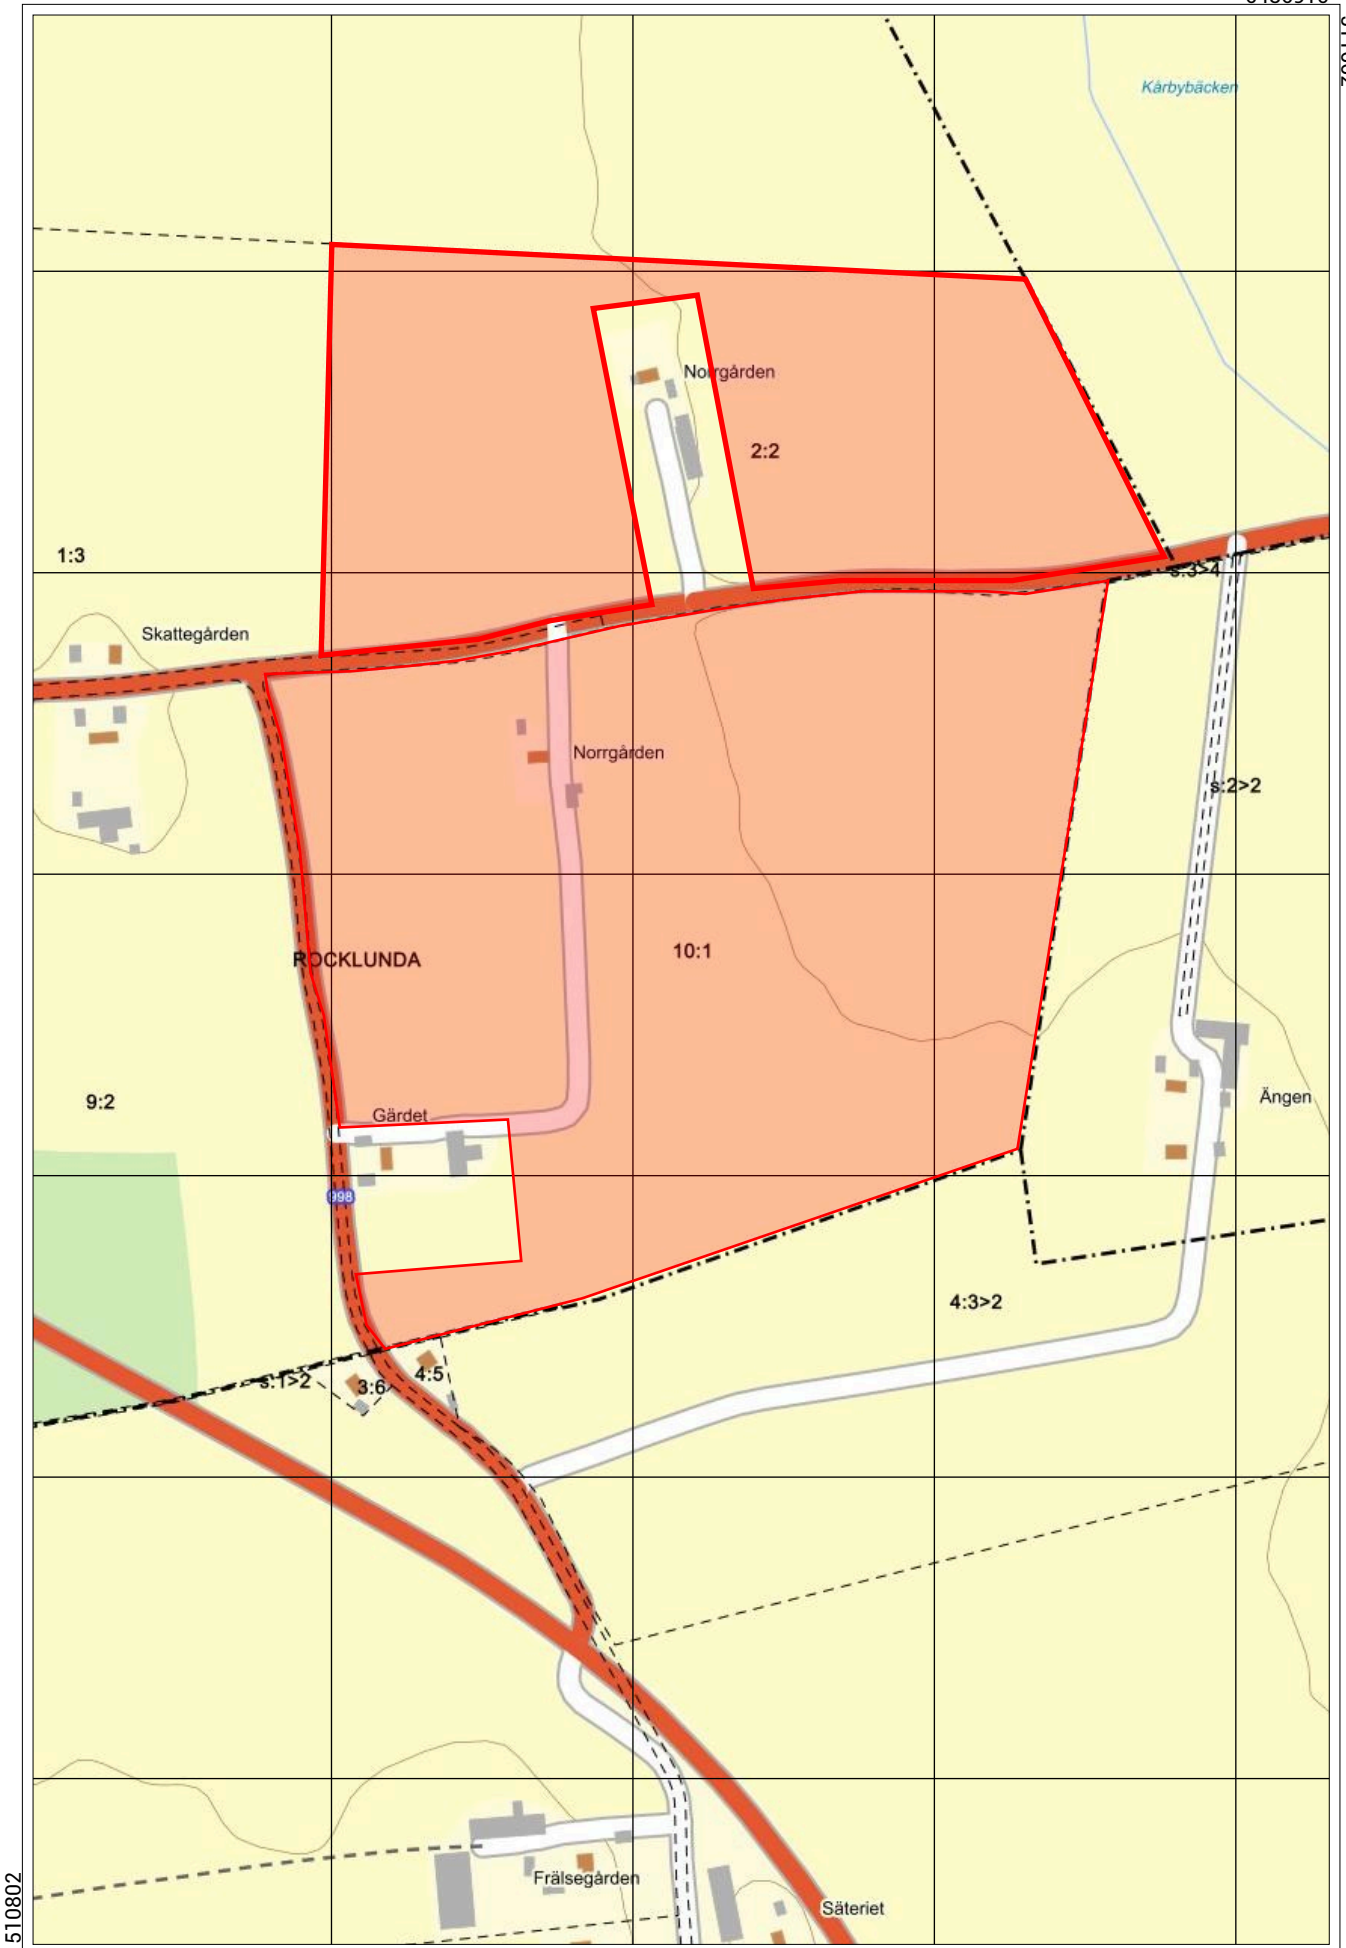 Kårbybäcken
Norrgården
2:2
1:3
s:3>4
Skattegården
Norrgården
s:2>2
10:1
ROCKLUNDA
9:2
Ängen
Gärdet
998
4:3>2
4:5
s:1>2
3:6
Frälsegården
Säteriet
510802